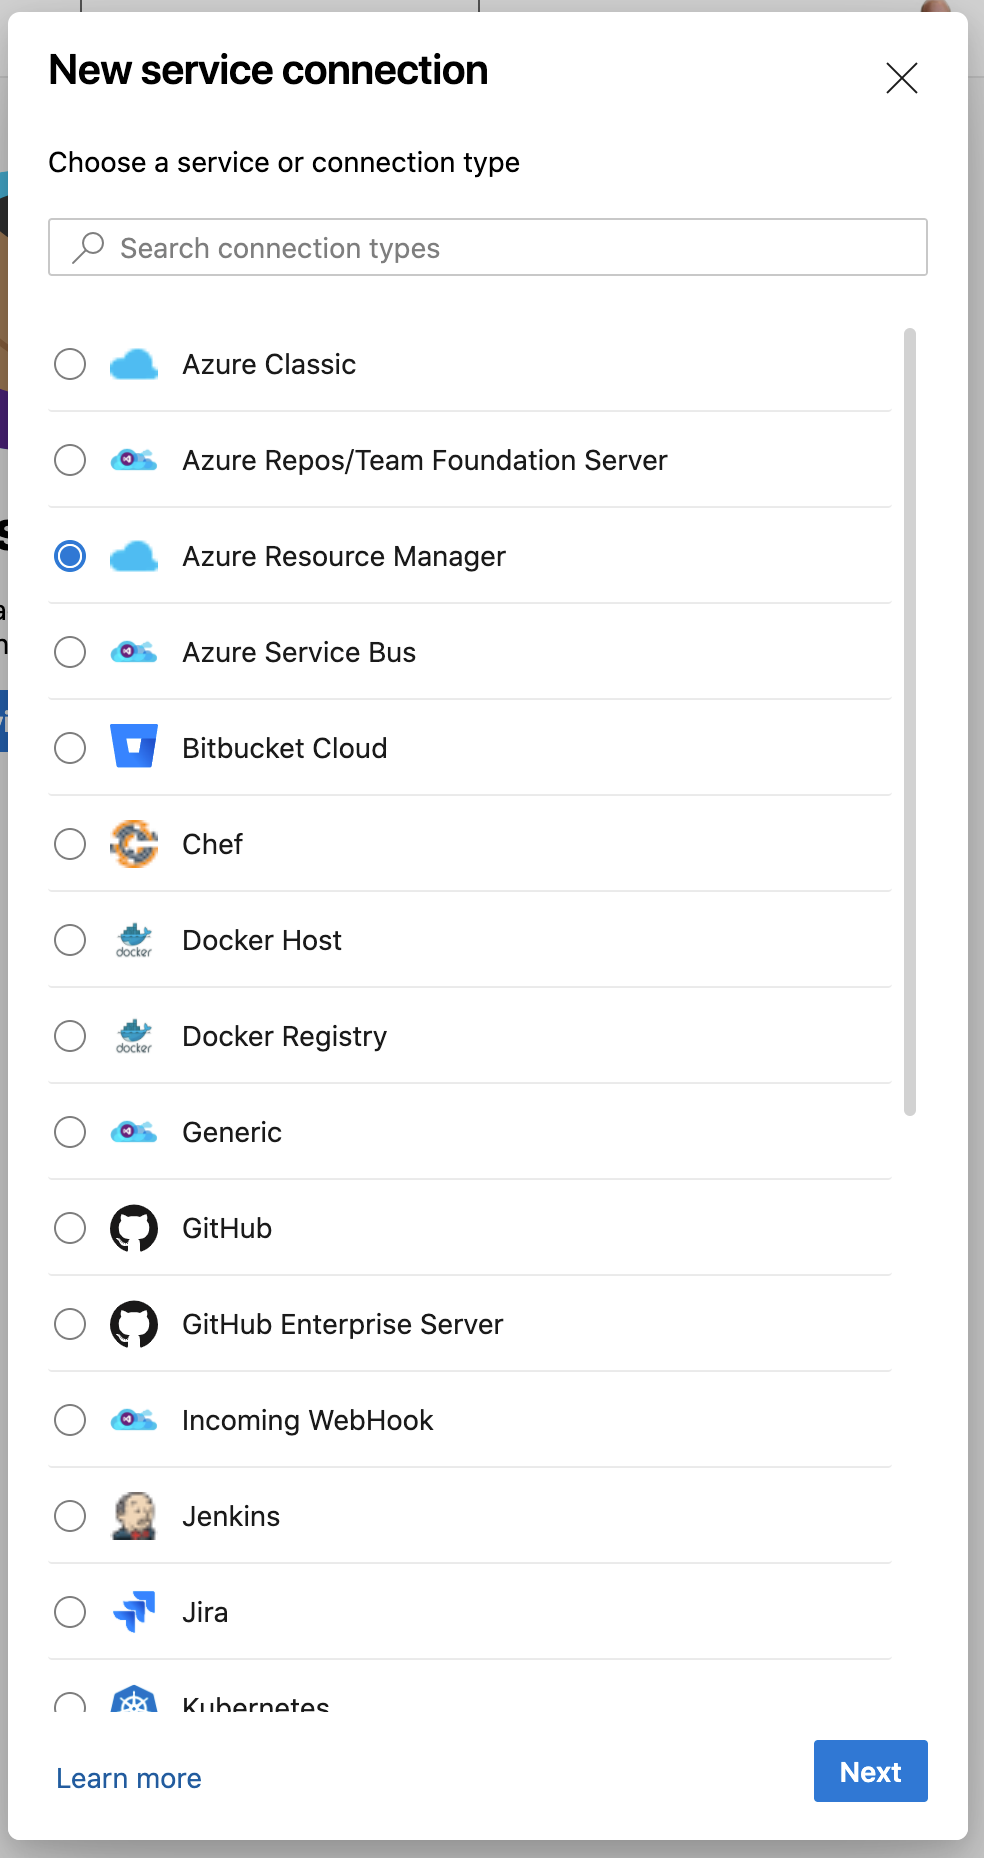 New service connection
Choose a service or connection type
Search connection types
Azure Classic
Azure Repos/Team Foundation Server
Azure Resource Manager
Azure Service Bus
Bitbucket Cloud
Chef
docker
Docker Host
docker
Docker Registry
Generic
GitHub
GitHub Enterprise Server
Incoming WebHook
Jenkins
Jira
Kubernetes
Learn more
Next